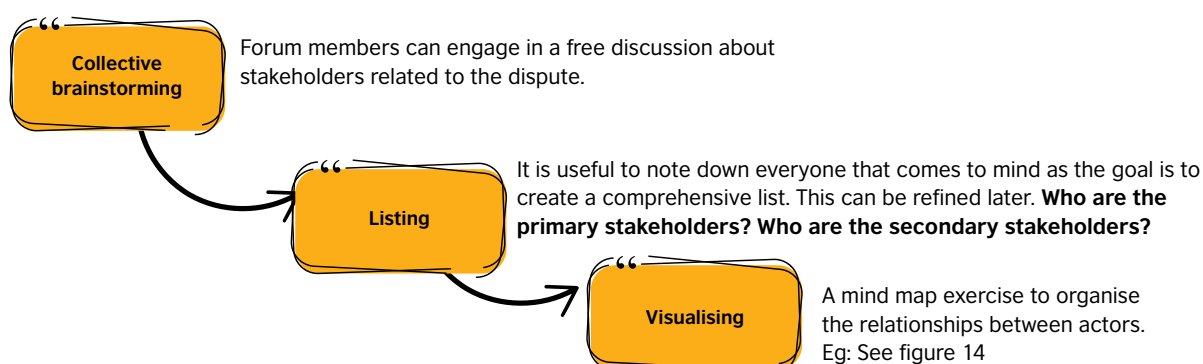 Collective
brainstorming
Forum members can engage in a free discussion about
stakeholders related to the dispute.
Listing
It is useful to note down everyone that comes to mind as the goal is to
create a comprehensive list. This can be refined later. Who are the
primary stakeholders? Who are the secondary stakeholders?
Visualising
A mind map exercise to organise
the relationships between actors.
Eg: See figure 14